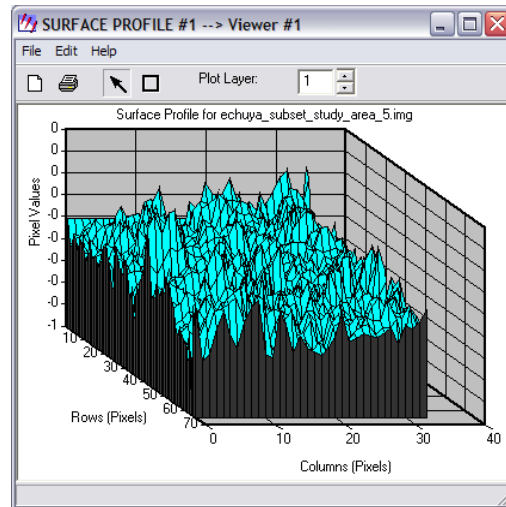 SURFACE PROFILE #1 --> Viewer #1
File Edit Help
Plot Layer: 1
Surface Profile for echuya_subset_study_area_5.img
Pixel Values
0
0
0
0
-0
-0
-0
-0
-0
-1
10
20
30
40
50
60
70
Rows (Pixels)
0 10 20 30 40
Columns (Pixels)